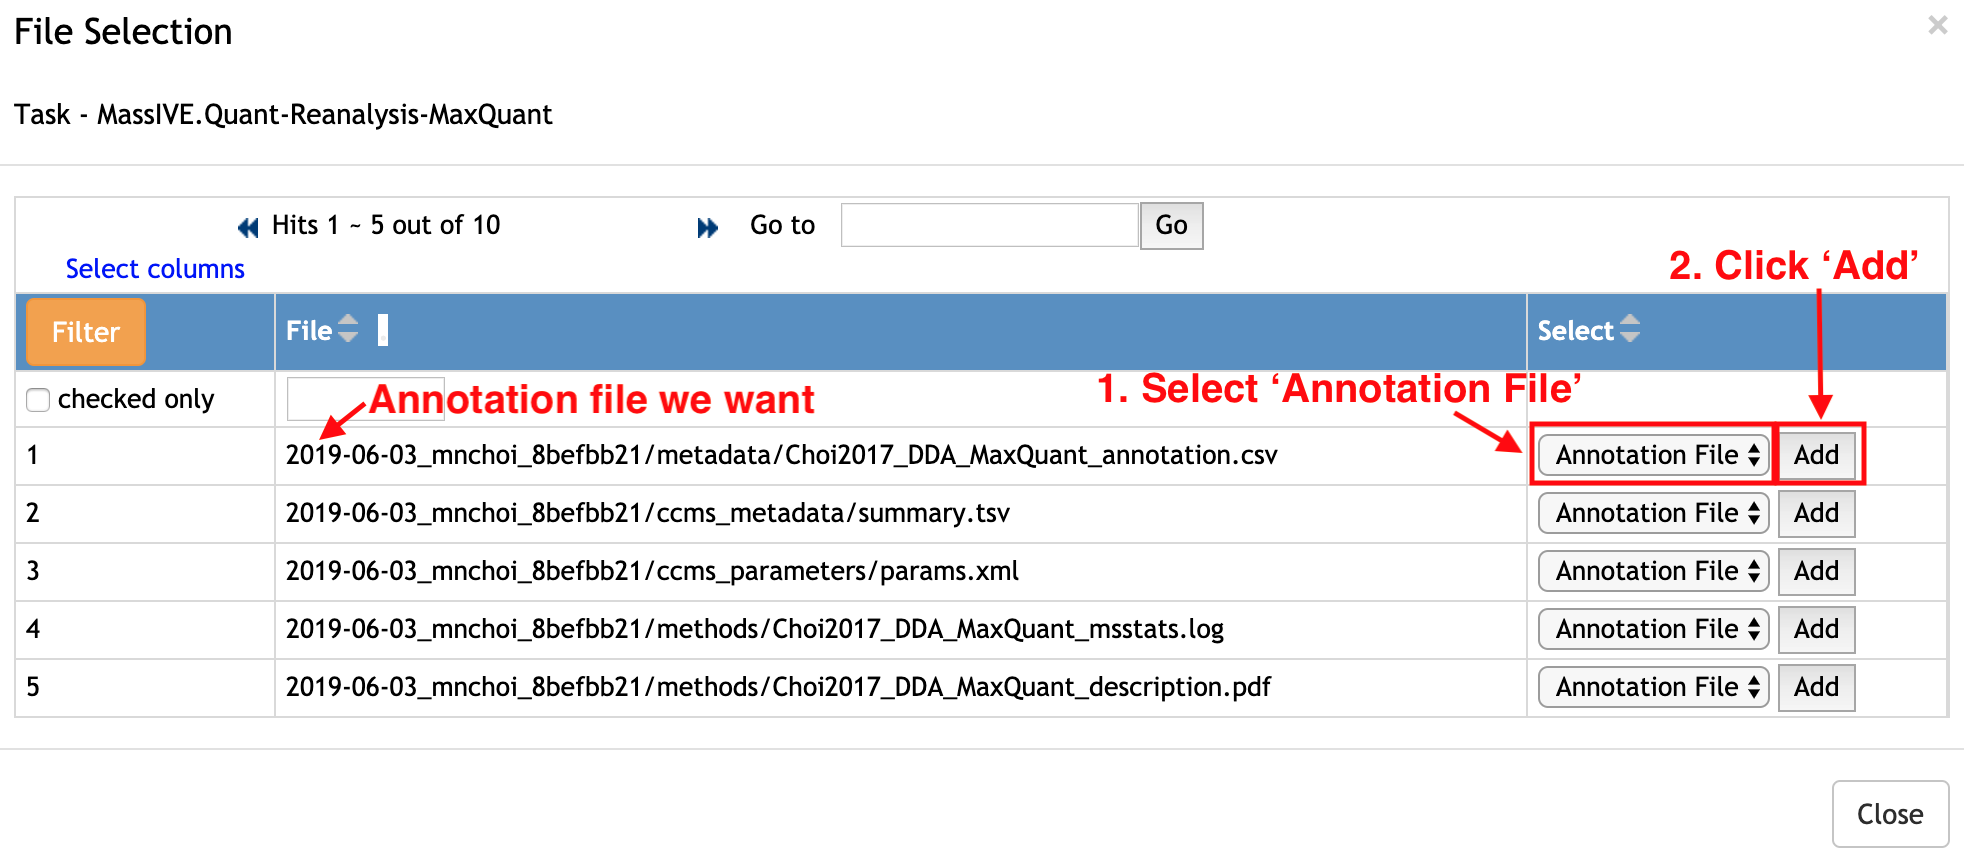 File Selection
×
Task - MassIVE.Quant-Reanalysis-MaxQuant
Hits 1 ~ 5 out of 10 Go to Go
Select columns
2. Click ‘Add’
Filter File Select
checked only
Annotation file we want
1. Select ‘Annotation File’
1 2019-06-03_mnchoi_8befbb21/metadata/Choi2017_DDA_MaxQuant_annotation.csv Annotation File Add
2 2019-06-03_mnchoi_8befbb21/ccms_metadata/summary.tsv Annotation File Add
3 2019-06-03_mnchoi_8befbb21/ccms_parameters/params.xml Annotation File Add
4 2019-06-03_mnchoi_8befbb21/methods/Choi2017_DDA_MaxQuant_msstats.log Annotation File Add
5 2019-06-03_mnchoi_8befbb21/methods/Choi2017_DDA_MaxQuant_description.pdf Annotation File Add
Close